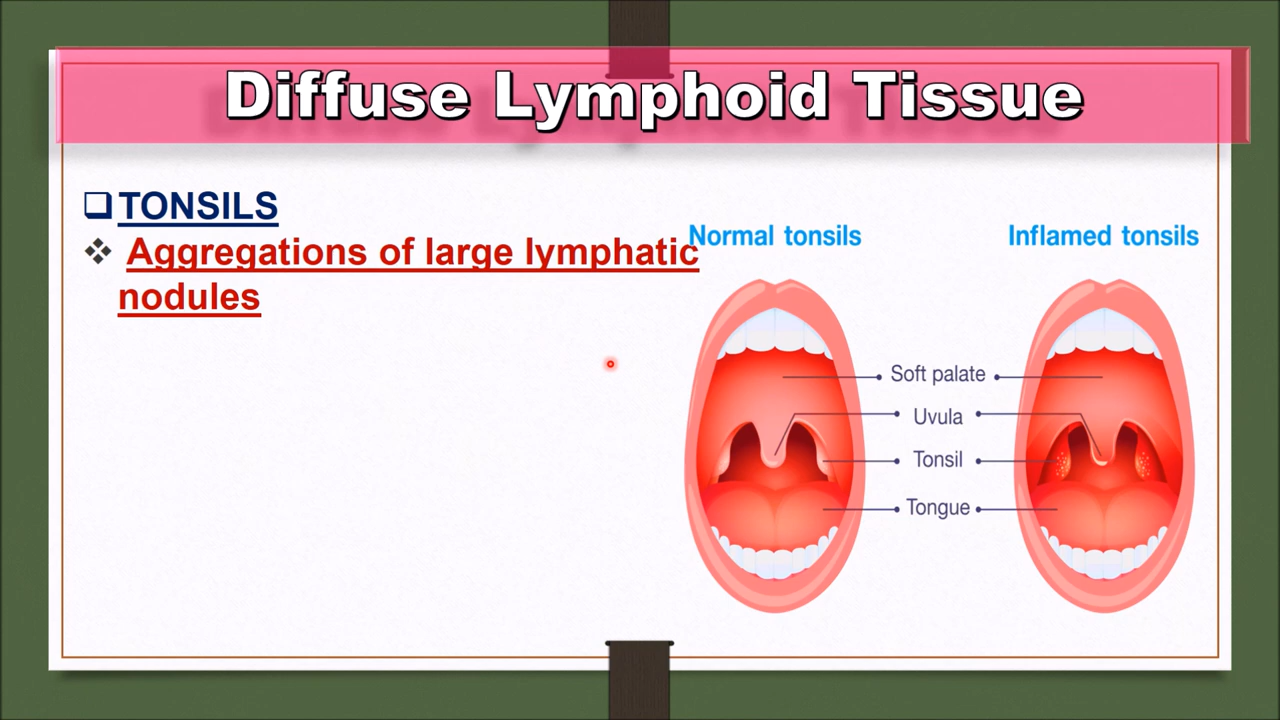 Diffuse Lymphoid Tissue
TONSILS
Aggregations of large lymphatic
nodules
Normal tonsils
Inflamed tonsils
Soft palate
Uvula
Tonsil
Tongue